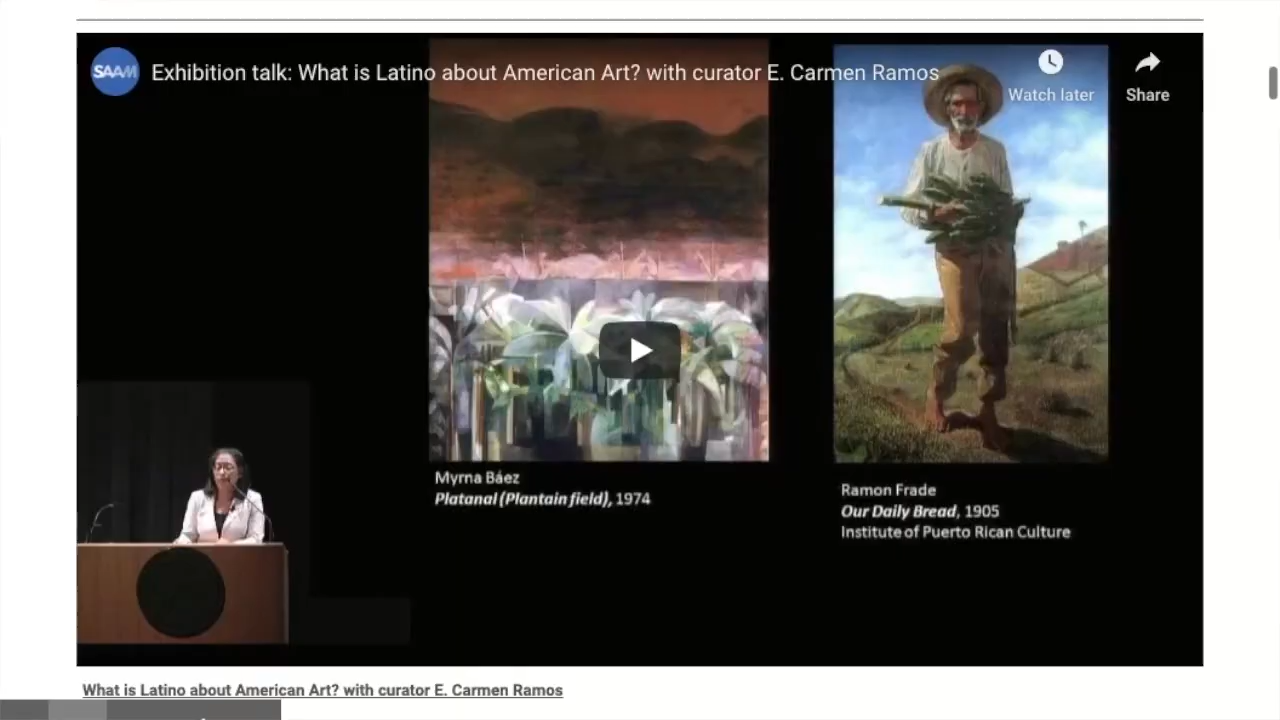 SAAM
Exhibition talk: What is Latino about American Art? with curator E. Carmen Ramos
Watch later
Share
Myrna Báez
Platanal (Plantain field), 1974
Ramon Frade
Our Daily Bread, 1905
Institute of Puerto Rican Culture
What is Latino about American Art? with curator E. Carmen Ramos